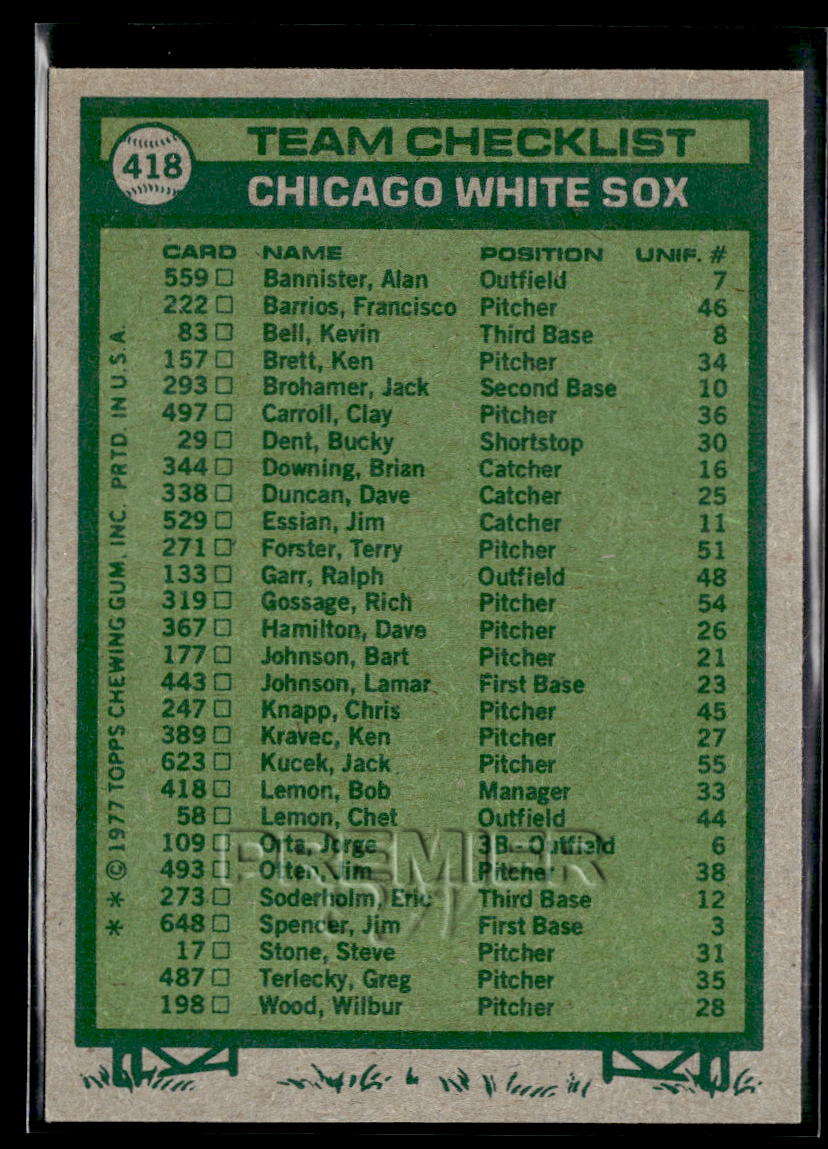 418
TEAM CHECKLIST
CHICAGO WHITE SOX
CARD NAME POSITION UNIF. #
559 □ Bannister, Alan Outfield 7
222 □ Barrios, Francisco Pitcher 46
83 □ Bell, Kevin Third Base 8
157 □ Brett, Ken Pitcher 34
293 □ Brohamer, Jack Second Base 10
497 □ Carroll, Clay Pitcher 36
29 □ Dent, Bucky Shortstop 30
344 □ Downing, Brian Catcher 16
338 □ Duncan, Dave Catcher 25
529 □ Essian, Jim Catcher 11
271 □ Forster, Terry Pitcher 51
133 □ Garr, Ralph Outfield 48
319 □ Gossage, Rich Pitcher 54
367 □ Hamilton, Dave Pitcher 26
177 □ Johnson, Bart Pitcher 21
443 □ Johnson, Lamar First Base 23
247 □ Knapp, Chris Pitcher 45
389 □ Kravec, Ken Pitcher 27
623 □ Kucek, Jack Pitcher 55
418 □ Lemon, Bob Manager 33
58 □ Lemon, Chet Outfield 44
109 □ Orta, Jorge 3B-Outfield 6
493 □ Otten, Jim Pitcher 38
273 □ Soderholm, Eric Third Base 12
648 □ Spencer, Jim First Base 3
17 □ Stone, Steve Pitcher 31
487 □ Terlecky, Greg Pitcher 35
198 □ Wood, Wilbur Pitcher 28
* * © 1977 TOPPS CHEWING GUM, INC. PRTD. IN U.S.A.
PREMIER